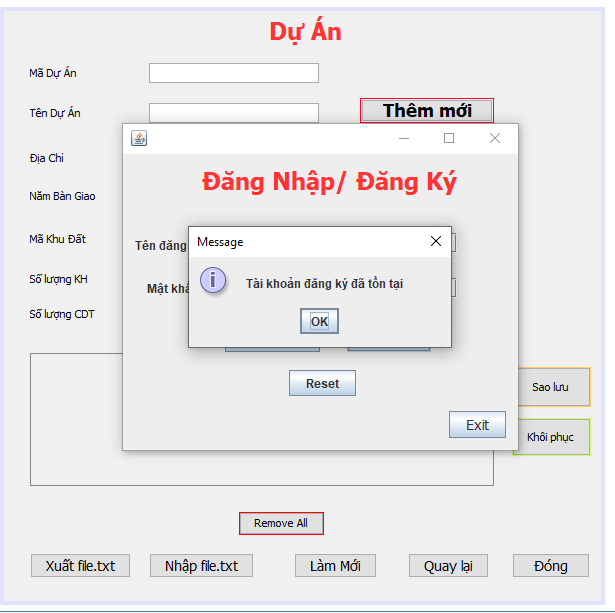 Dự Án
Mã Dự Án
Tên Dự Án
Thêm mới
Địa Chỉ
Năm Bàn Giao
Mã Khu Đất
Số lượng KH
Số lượng CDT
Đăng Nhập/ Đăng Ký
Tên đăng
Mật khẩ
Message
Tài khoản đăng ký đã tồn tại
OK
Reset
Exit
Sao lưu
Khôi phục
Remove All
Xuất file.txt
Nhập file.txt
Làm Mới
Quay lại
Đóng